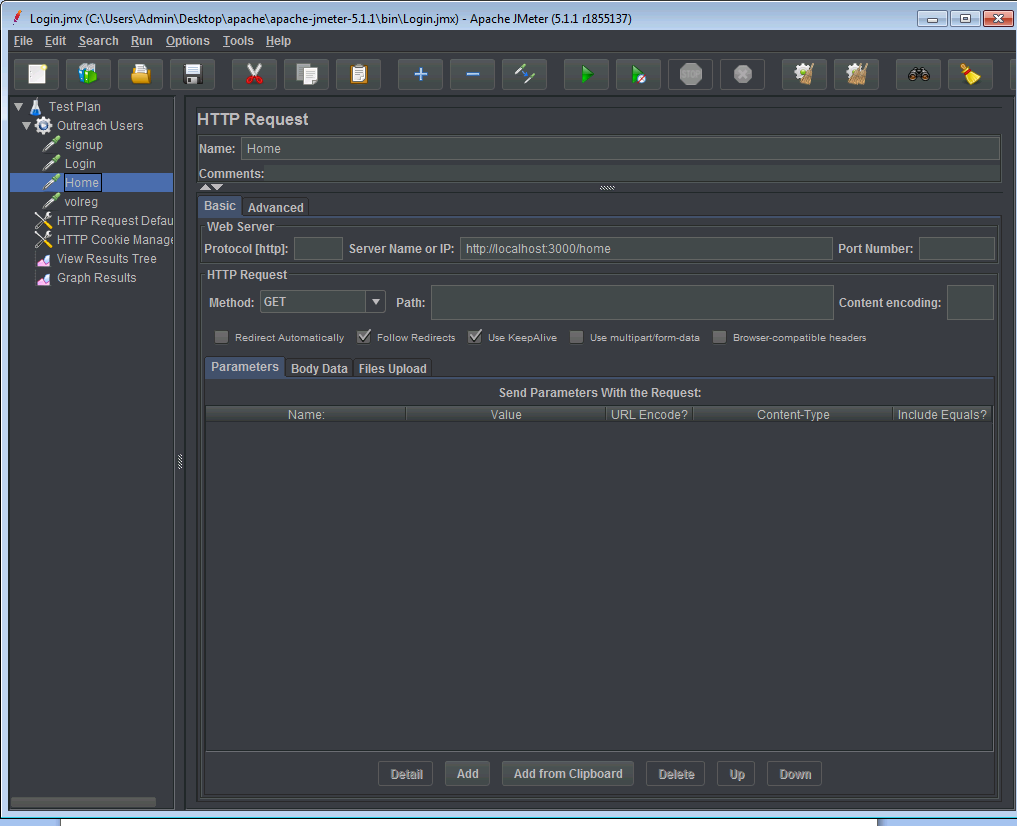 Login.jmx (C:\Users\Admin\Desktop\apache\apache-jmeter-5.1.1\bin\Login.jmx) - Apache JMeter (5.1.1 r1855137)
File Edit Search Run Options Tools Help
STOP
Test Plan
Outreach Users
signup
Login
Home
volreg
HTTP Request Defau
HTTP Cookie Manage
View Results Tree
Graph Results
HTTP Request
Name: Home
Comments:
Basic Advanced
Web Server
Protocol [http]: Server Name or IP: http://localhost:3000/home Port Number:
HTTP Request
Method: GET Path: Content encoding:
Redirect Automatically Follow Redirects Use KeepAlive Use multipart/form-data Browser-compatible headers
Parameters Body Data Files Upload
Send Parameters With the Request:
Name: Value URL Encode? Content-Type Include Equals?
Detail Add Add from Clipboard Delete Up Down